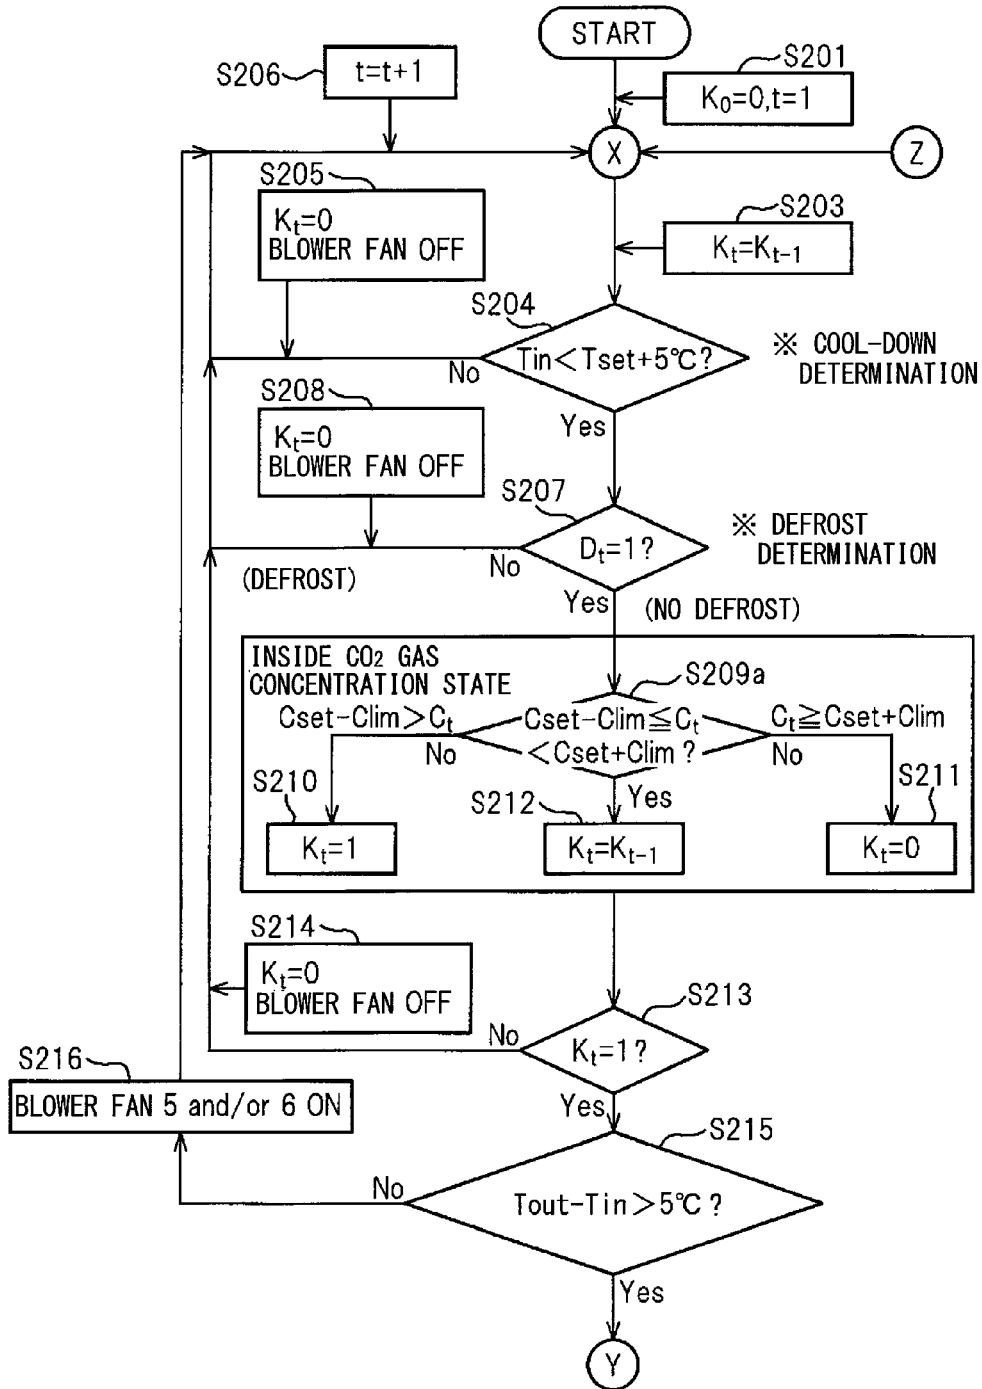 START
S201
K₀=0,t=1
S206
t=t+1
X
Z
S205
Kₜ=0
BLOWER FAN OFF
S203
Kₜ=Kₜ₋₁
S204
Tin<Tset+5℃?
No
Yes
※ COOL-DOWN
DETERMINATION
S208
Kₜ=0
BLOWER FAN OFF
S207
Dₜ=1?
No
Yes
※ DEFROST
DETERMINATION
(DEFROST)
(NO DEFROST)
INSIDE CO₂ GAS
CONCENTRATION STATE
S209a
Cset-Clim>Cₜ
Cset-Clim≦Cₜ
<Cset+Clim?
Cₜ≧Cset+Clim
No
No
Yes
S210
Kₜ=1
S212
Kₜ=Kₜ₋₁
S211
Kₜ=0
S214
Kₜ=0
BLOWER FAN OFF
S213
Kₜ=1?
No
Yes
S216
BLOWER FAN 5 and/or 6 ON
S215
Tout-Tin>5℃?
No
Yes
Y